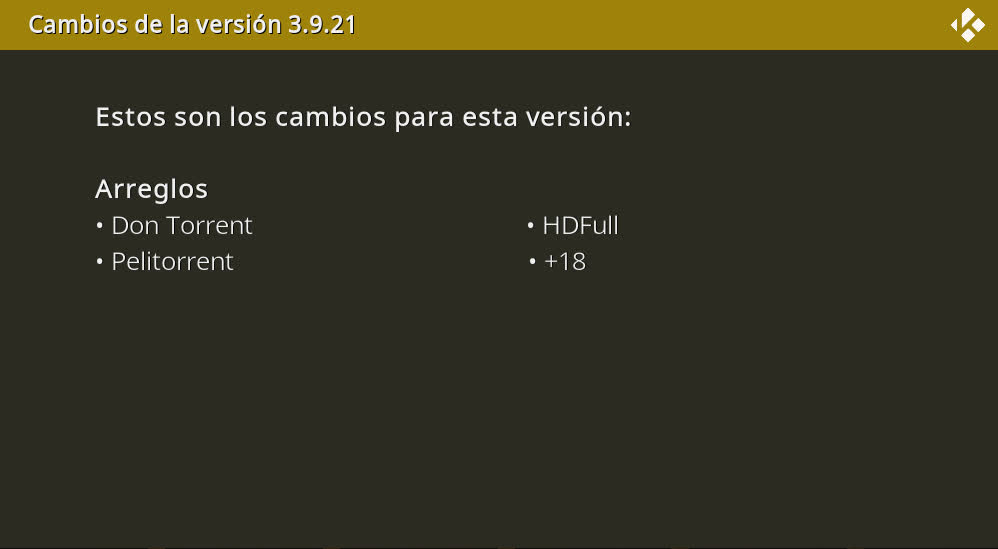 Cambios de la versión 3.9.21
Estos son los cambios para esta versión:
Arreglos
• Don Torrent • HDFull
• Pelitorrent • +18